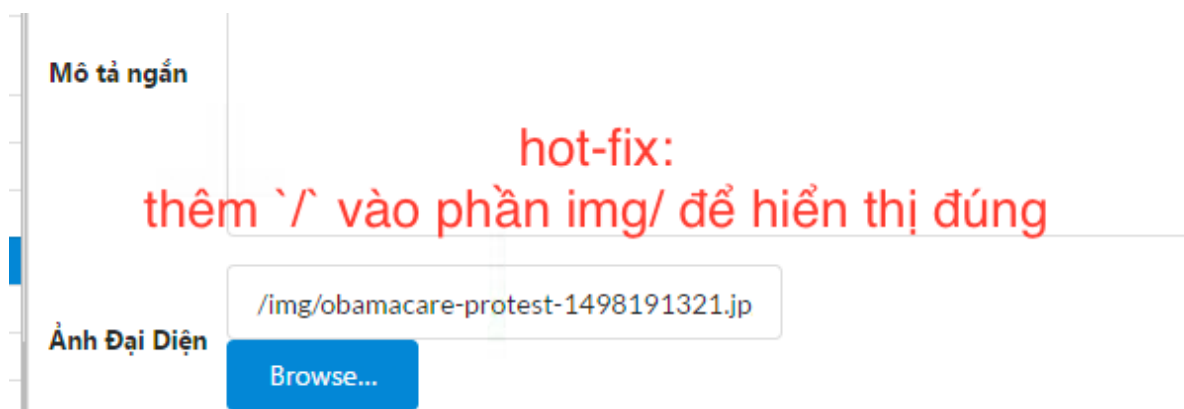 Mô tả ngắn
hot-fix:
thêm `/` vào phần img/ để hiển thị đúng
/img/obamacare-protest-1498191321.jp
Ảnh Đại Diện
Browse...